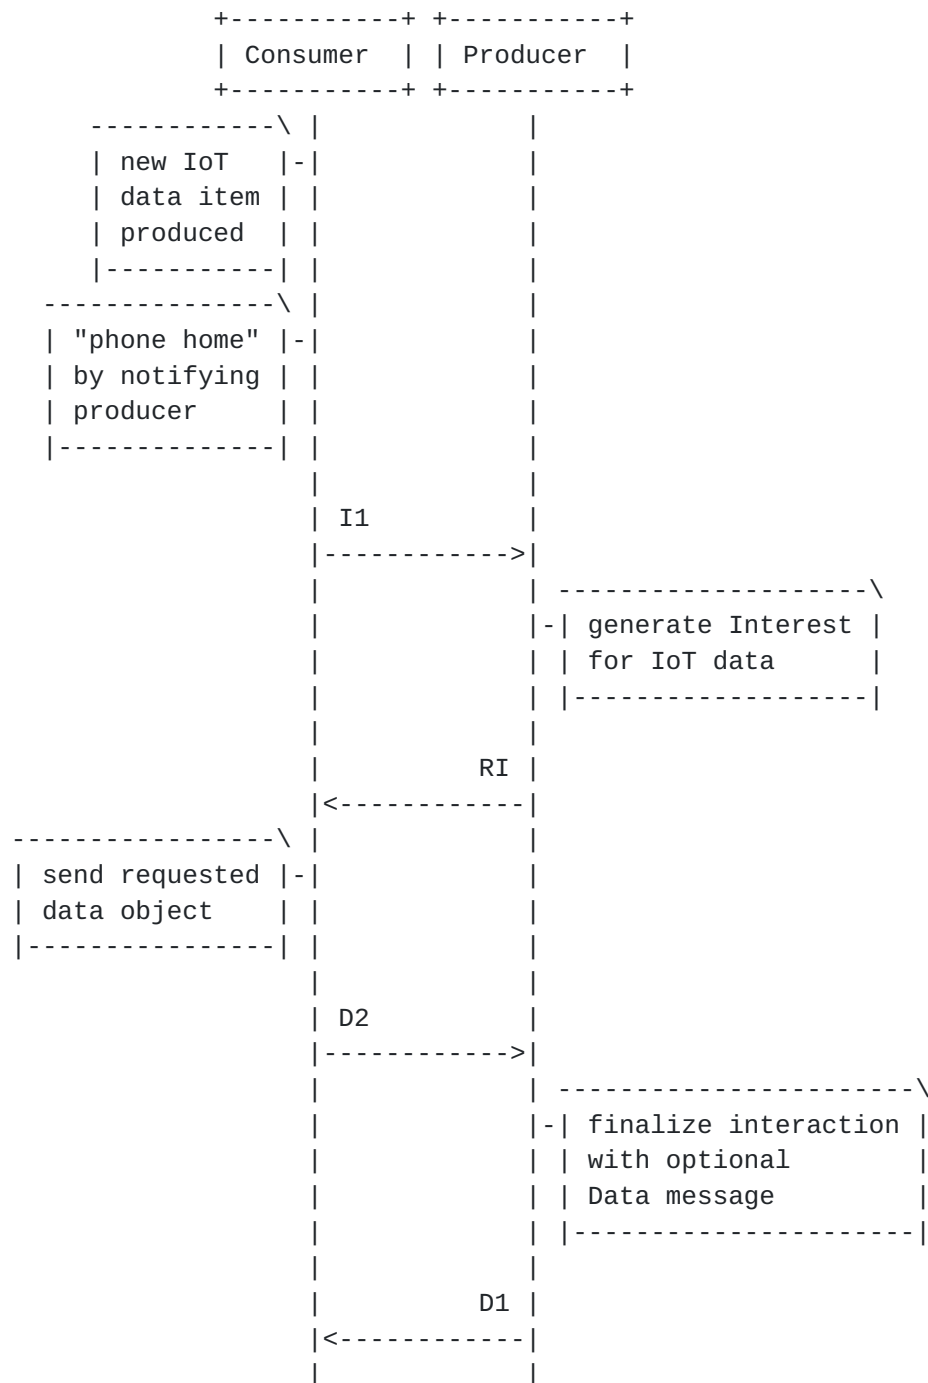 Consumer Producer
new IoT
data item
produced
"phone home"
by notifying
producer
I1
generate Interest
for IoT data
RI
send requested
data object
D2
finalize interaction
with optional
Data message
D1